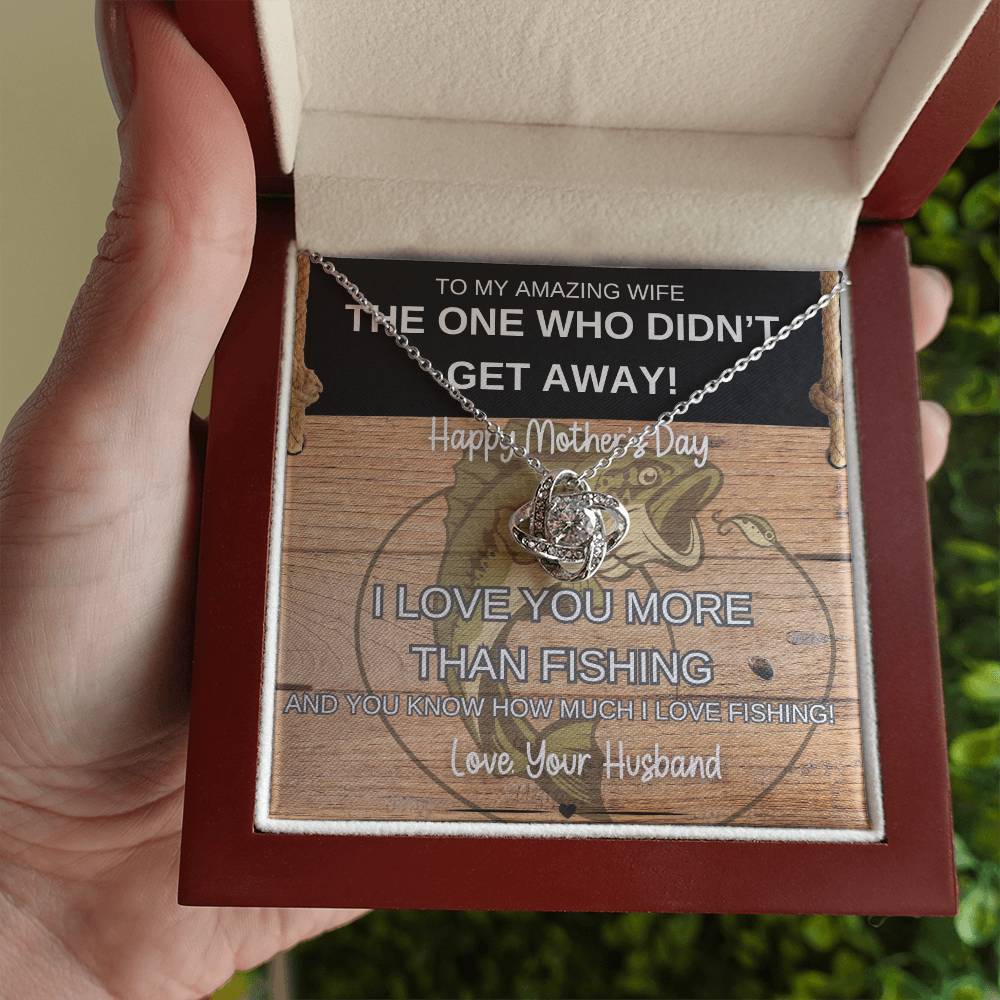 TO MY AMAZING WIFE
THE ONE WHO DIDN'T
GET AWAY!
Happy Mother's Day
I LOVE YOU MORE
THAN FISHING
AND YOU KNOW HOW MUCH I LOVE FISHING!
Love, Your Husband